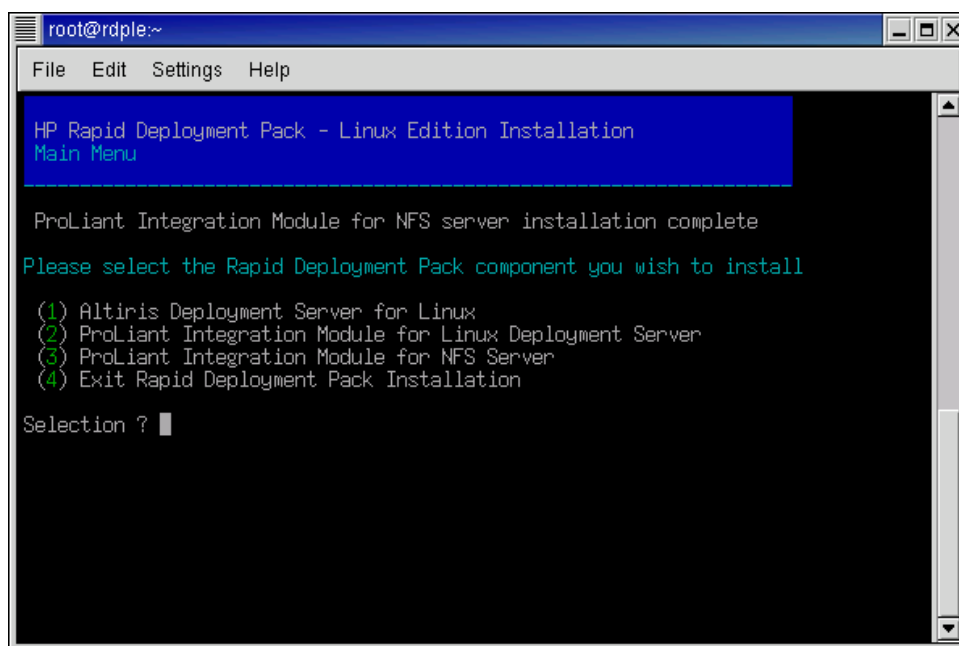 root@rdple:~
File Edit Settings Help
HP Rapid Deployment Pack - Linux Edition Installation
Main Menu
ProLiant Integration Module for NFS server installation complete
Please select the Rapid Deployment Pack component you wish to install
(1) Altiris Deployment Server for Linux
(2) ProLiant Integration Module for Linux Deployment Server
(3) ProLiant Integration Module for NFS Server
(4) Exit Rapid Deployment Pack Installation
Selection ?